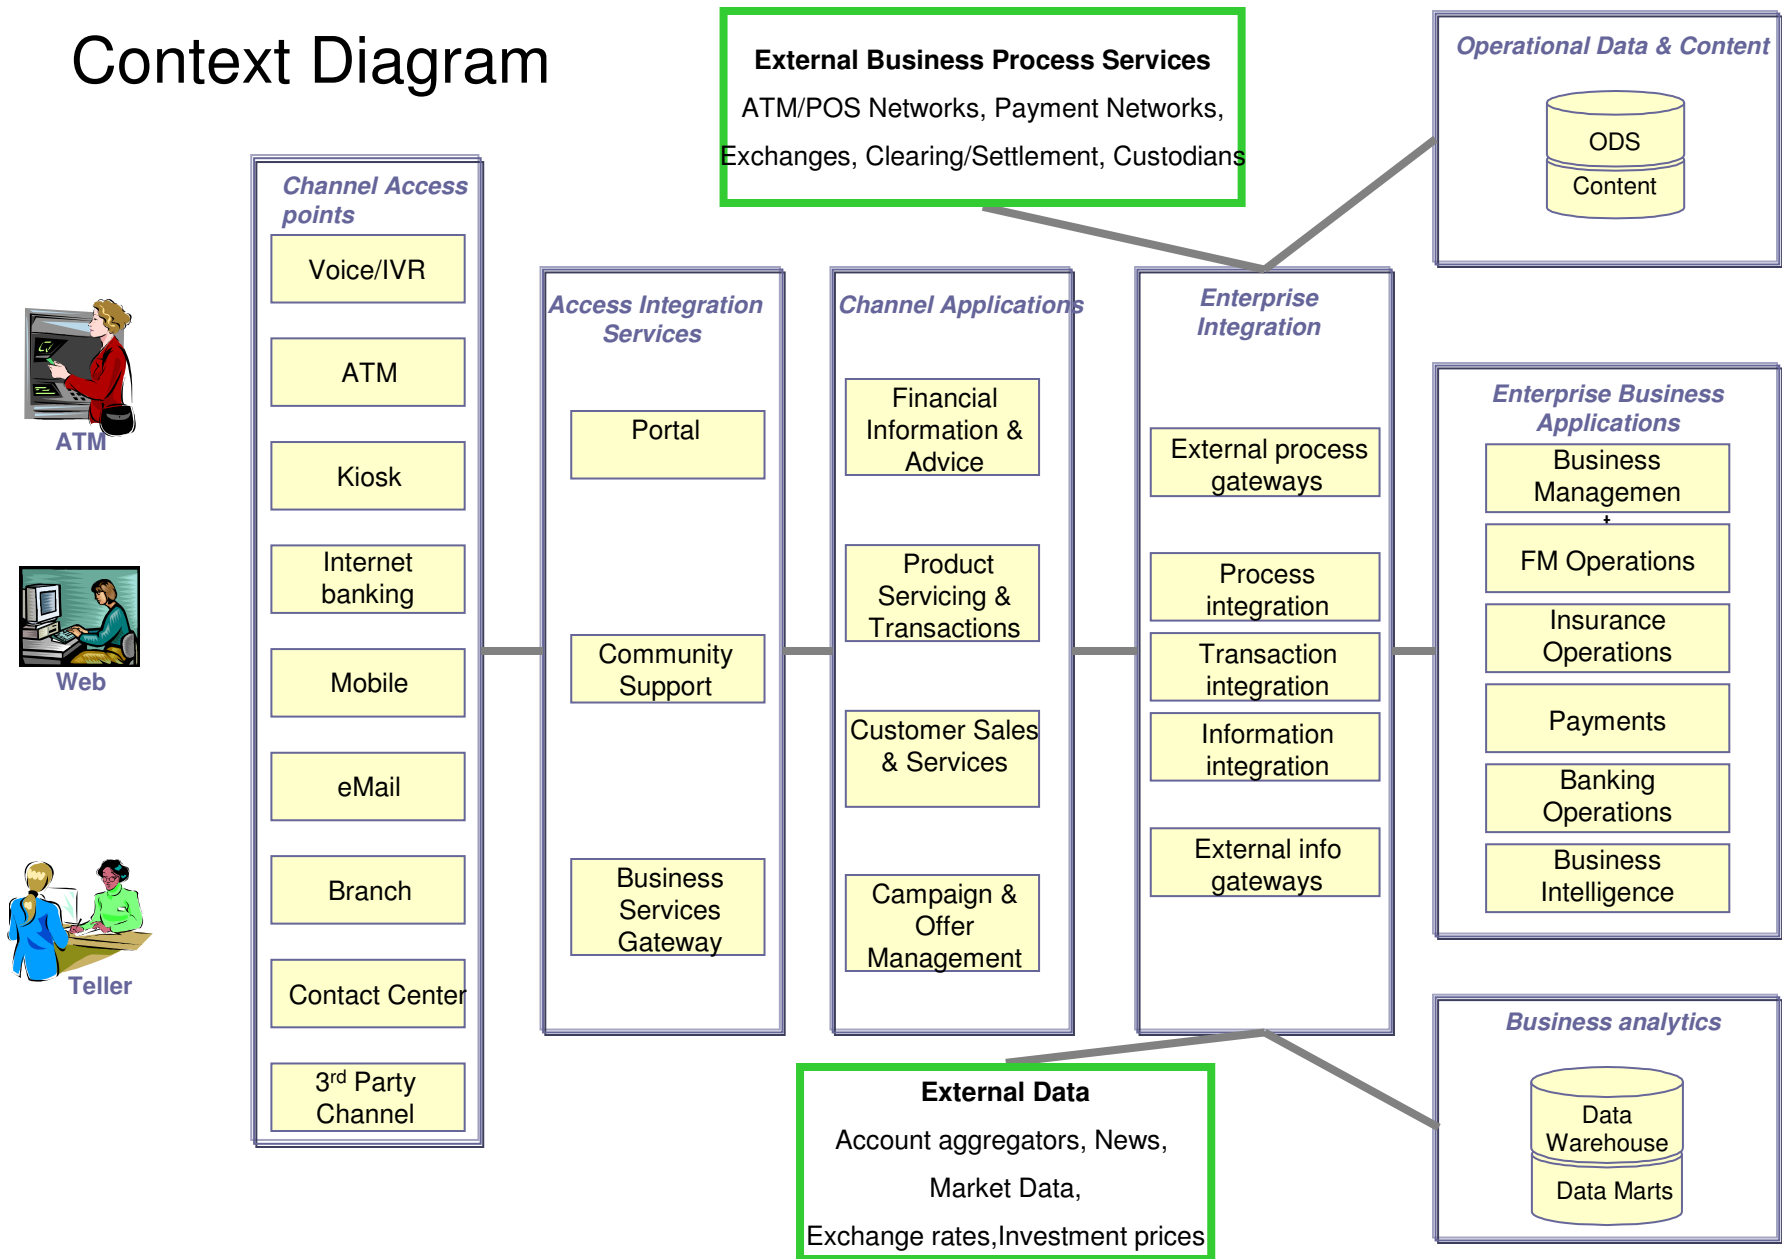 Context Diagram
External Business Process Services
ATM/POS Networks, Payment Networks,
Exchanges, Clearing/Settlement, Custodians
Operational Data & Content
ODS
Content
ATM
Web
Teller
Channel Access
points
Voice/IVR
ATM
Kiosk
Internet
banking
Mobile
eMail
Branch
Contact Center
3rd Party
Channel
Access Integration
Services
Portal
Community
Support
Business
Services
Gateway
Channel Applications
Financial
Information &
Advice
Product
Servicing &
Transactions
Customer Sales
& Services
Campaign &
Offer
Management
Enterprise
Integration
External process
gateways
Process
integration
Transaction
integration
Information
integration
External info
gateways
Enterprise Business
Applications
Business
Managemen
t
FM Operations
Insurance
Operations
Payments
Banking
Operations
Business
Intelligence
External Data
Account aggregators, News,
Market Data,
Exchange rates,Investment prices
Business analytics
Data
Warehouse
Data Marts